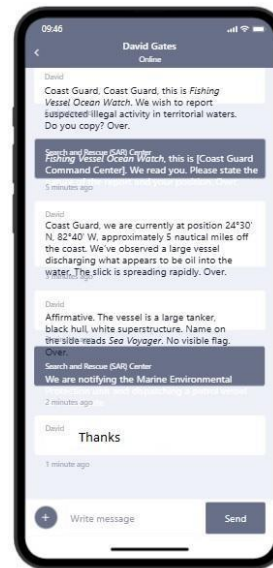 09:46
David Gates
Online
David
Coast Guard, Coast Guard, this is Fishing
Vessel Ocean Watch. We wish to report
suspected illegal activity in territorial waters.
Do you copy? Over.
Search and Rescue (SAR) Center
Fishing Vessel Ocean Watch, this is [Coast Guard
Command Center]. We read you. Please state the
5 minutes ago
David
Coast Guard, we are currently at position 24°30'
N, 82°40' W, approximately 5 nautical miles off
the coast. We've observed a large vessel
discharging what appears to be oil into the
water. The slick is spreading rapidly. Over.
David
Affirmative. The vessel is a large tanker,
black hull, white superstructure. Name on
the side reads Sea Voyager. No visible flag.
Over.
Search and Rescue (SAR) Center
We are notifying the Marine Environmental
2 minutes ago
David
Thanks
1 minute ago
+ Write message
Send